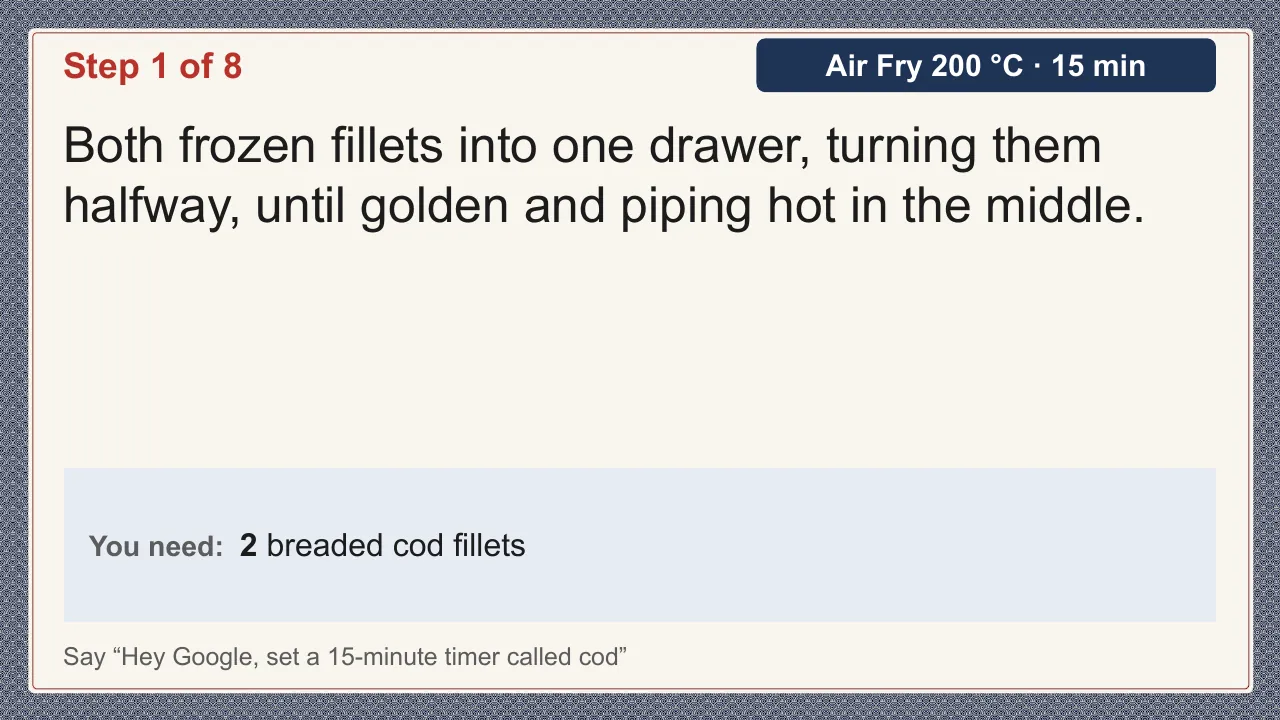 Step 1 of 8
Air Fry 200 °C · 15 min
Both frozen fillets into one drawer, turning them
halfway, until golden and piping hot in the middle.
You need: 2 breaded cod fillets
Say “Hey Google, set a 15-minute timer called cod”